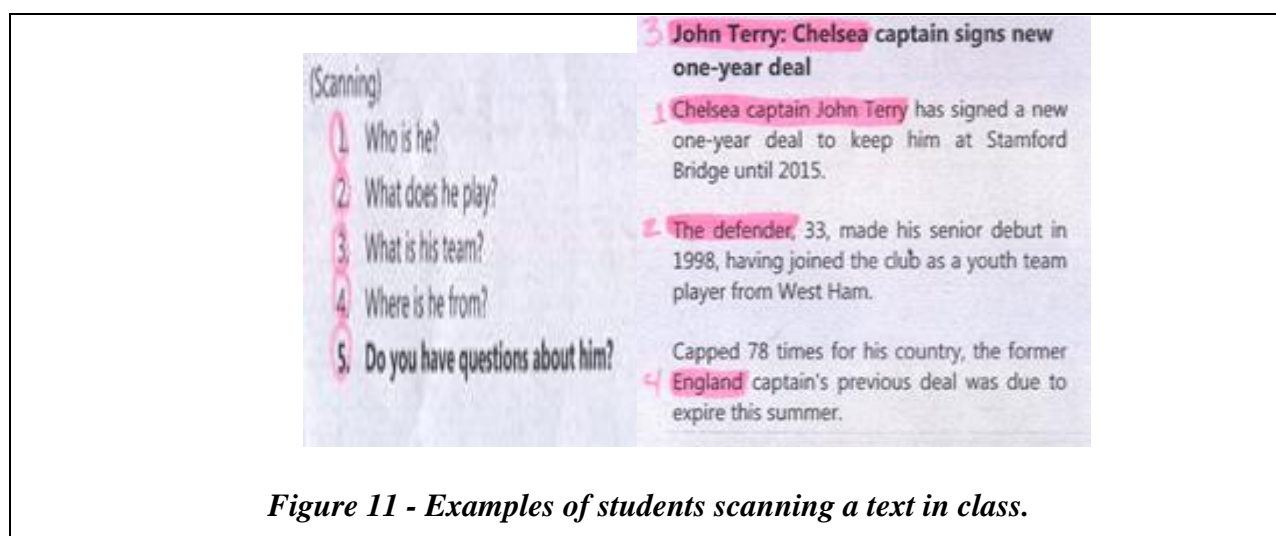 (Scanning)
1. Who is he?
2. What does he play?
3. What is his team?
4. Where is he from?
5. Do you have questions about him?
3 John Terry: Chelsea captain signs new
one-year deal
1 Chelsea captain John Terry has signed a new
one-year deal to keep him at Stamford
Bridge until 2015.
2 The defender, 33, made his senior debut in
1998, having joined the club as a youth team
player from West Ham.
Capped 78 times for his country, the former
4 England captain's previous deal was due to
expire this summer.
Figure 11 - Examples of students scanning a text in class.